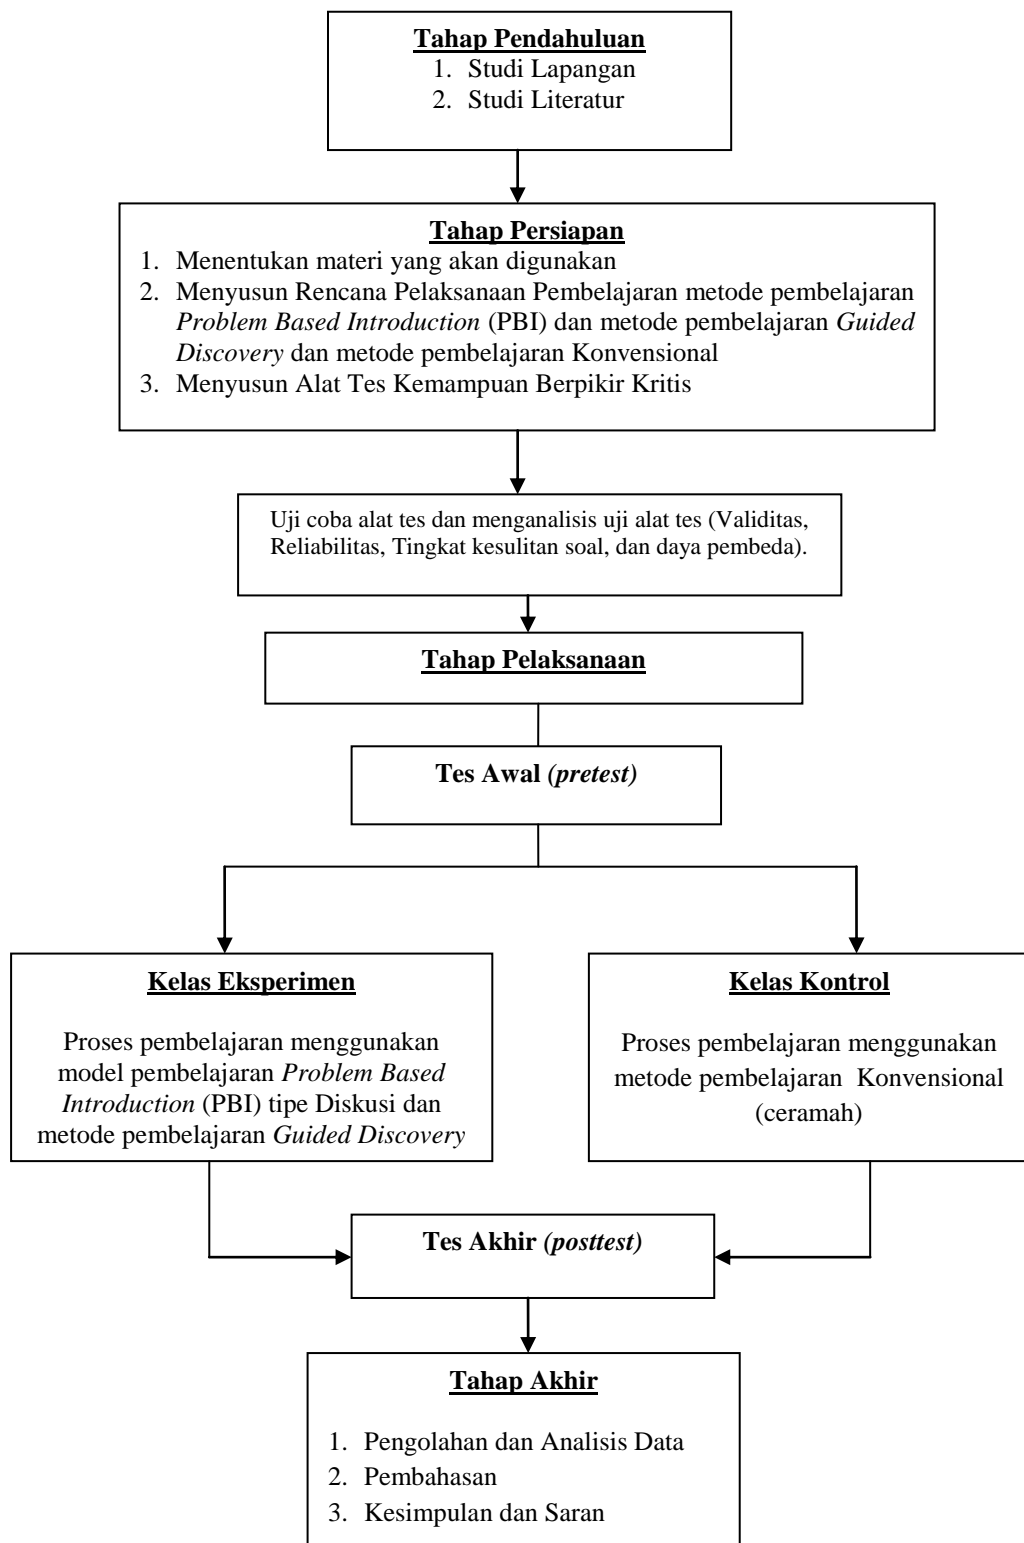 Tahap Pendahuluan
1. Studi Lapangan
2. Studi Literatur
Tahap Persiapan
1. Menentukan materi yang akan digunakan
2. Menyusun Rencana Pelaksanaan Pembelajaran metode pembelajaran
Problem Based Introduction (PBI) dan metode pembelajaran Guided
Discovery dan metode pembelajaran Konvensional
3. Menyusun Alat Tes Kemampuan Berpikir Kritis
Uji coba alat tes dan menganalisis uji alat tes (Validitas,
Reliabilitas, Tingkat kesulitan soal, dan daya pembeda).
Tahap Pelaksanaan
Tes Awal (pretest)
Kelas Eksperimen
Proses pembelajaran menggunakan
model pembelajaran Problem Based
Introduction (PBI) tipe Diskusi dan
metode pembelajaran Guided Discovery
Kelas Kontrol
Proses pembelajaran menggunakan
metode pembelajaran Konvensional
(ceramah)
Tes Akhir (posttest)
Tahap Akhir
1. Pengolahan dan Analisis Data
2. Pembahasan
3. Kesimpulan dan Saran